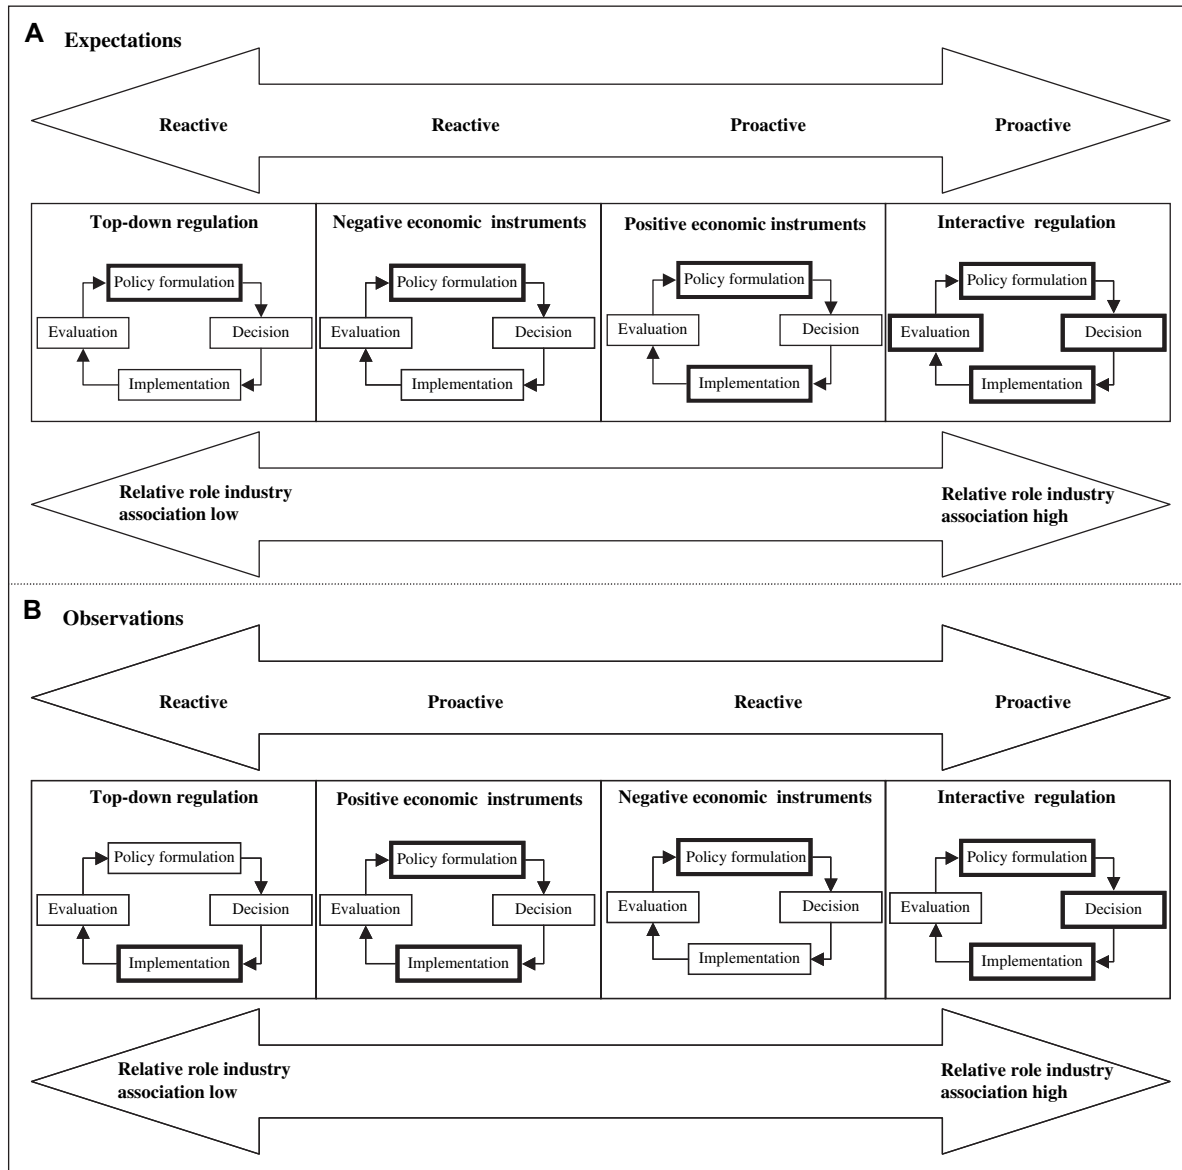 A Expectations
Reactive Reactive Proactive Proactive
Top-down regulation
Policy formulation
Evaluation Decision
Implementation
Negative economic instruments
Policy formulation
Evaluation Decision
Implementation
Positive economic instruments
Policy formulation
Evaluation Decision
Implementation
Interactive regulation
Policy formulation
Evaluation Decision
Implementation
Relative role industry
association low
Relative role industry
association high
B Observations
Reactive Proactive Reactive Proactive
Top-down regulation
Policy formulation
Evaluation Decision
Implementation
Positive economic instruments
Policy formulation
Evaluation Decision
Implementation
Negative economic instruments
Policy formulation
Evaluation Decision
Implementation
Interactive regulation
Policy formulation
Evaluation Decision
Implementation
Relative role industry
association low
Relative role industry
association high